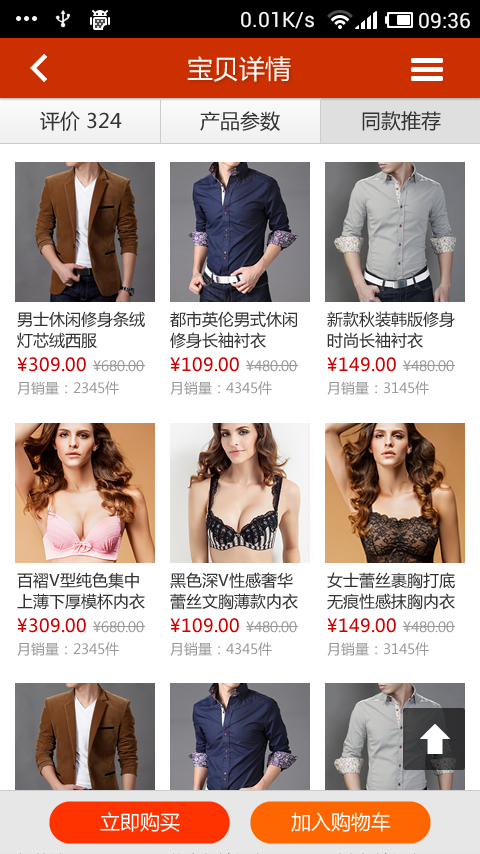 0.01K/s 09:36
宝贝详情
评价 324 产品参数 同款推荐
男士休闲修身条绒 都市英伦男式休闲 新款秋装韩版修身
灯芯绒西服 修身长袖衬衣 时尚长袖衬衣
¥309.00 ¥680.00 ¥109.00 ¥480.00 ¥149.00 ¥480.00
月销量：2345件 月销量：4345件 月销量：3145件
百褶V型纯色集中 黑色深V性感奢华 女士蕾丝裹胸打底
上薄下厚模杯内衣 蕾丝文胸薄款内衣 无痕性感抹胸内衣
¥309.00 ¥680.00 ¥109.00 ¥480.00 ¥149.00 ¥480.00
月销量：2345件 月销量：4345件 月销量：3145件
立即购买 加入购物车